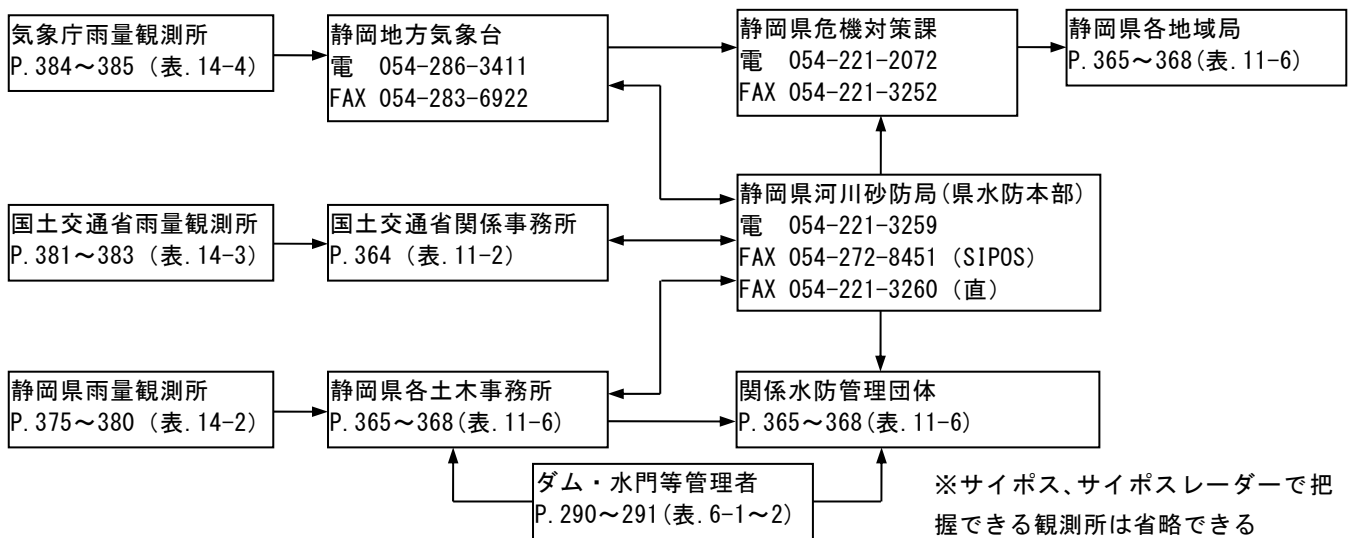 気象庁雨量観測所
P.384～385 (表.14-4)
静岡地方気象台
電　054-286-3411
FAX 054-283-6922
静岡県危機対策課
電　054-221-2072
FAX 054-221-3252
静岡県各地域局
P.365～368(表.11-6)
国土交通省雨量観測所
P.381～383 (表.14-3)
国土交通省関係事務所
P.364 (表.11-2)
静岡県河川砂防局(県水防本部)
電　054-221-3259
FAX 054-272-8451 (SIPOS)
FAX 054-221-3260 (直)
静岡県雨量観測所
P.375～380 (表.14-2)
静岡県各土木事務所
P.365～368(表.11-6)
関係水防管理団体
P.365～368(表.11-6)
ダム・水門等管理者
P.290～291(表.6-1～2)
※サイポス、サイポスレーダーで把
握できる観測所は省略できる